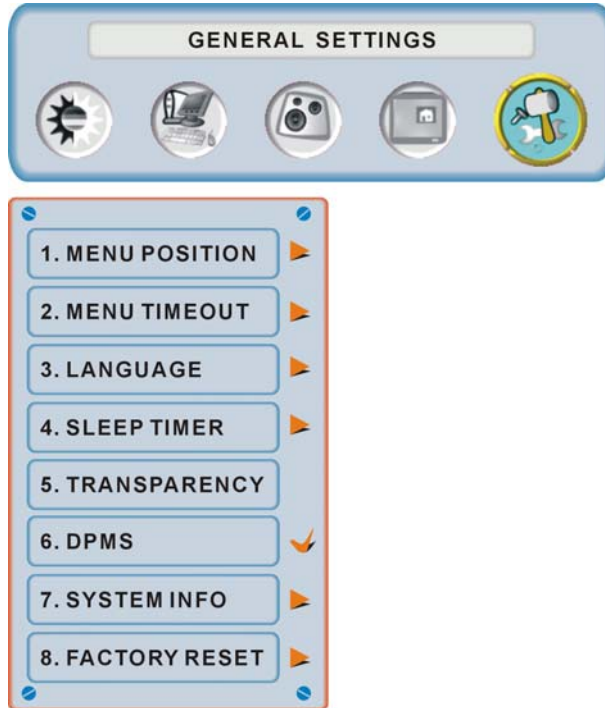 GENERAL SETTINGS
1. MENU POSITION
2. MENU TIMEOUT
3. LANGUAGE
4. SLEEP TIMER
5. TRANSPARENCY
6. DPMS
7. SYSTEM INFO
8. FACTORY RESET